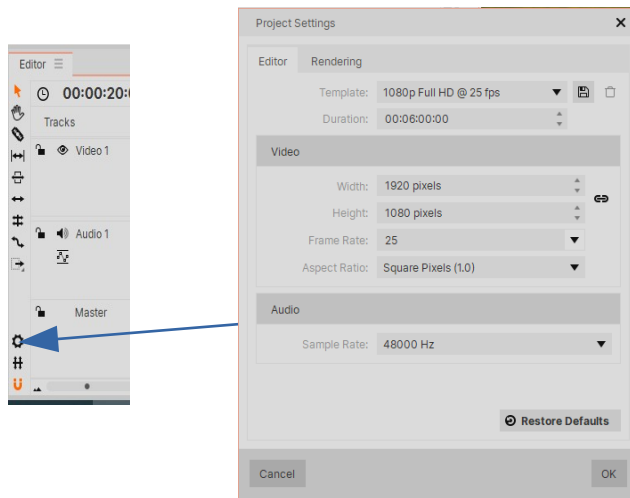 Editor
00:00:20:
Tracks
Video 1
Audio 1
Master
Project Settings
Editor Rendering
Template: 1080p Full HD @ 25 fps
Duration: 00:06:00:00
Video
Width: 1920 pixels
Height: 1080 pixels
Frame Rate: 25
Aspect Ratio: Square Pixels (1.0)
Audio
Sample Rate: 48000 Hz
Restore Defaults
Cancel OK